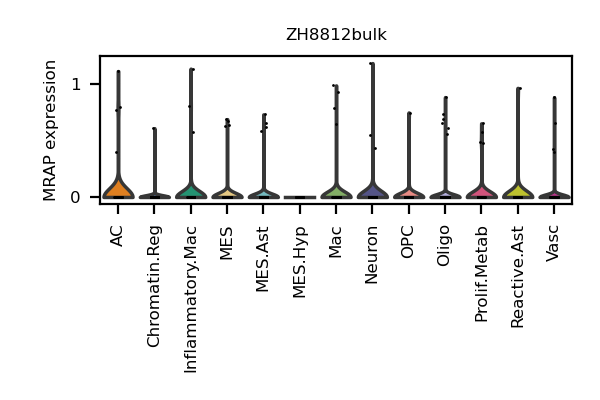 ZH8812bulk
MRAP expression
1
0
AC
Chromatin.Reg
Inflammatory.Mac
MES
MES.Ast
MES.Hyp
Mac
Neuron
OPC
Oligo
Prolif.Metab
Reactive.Ast
Vasc